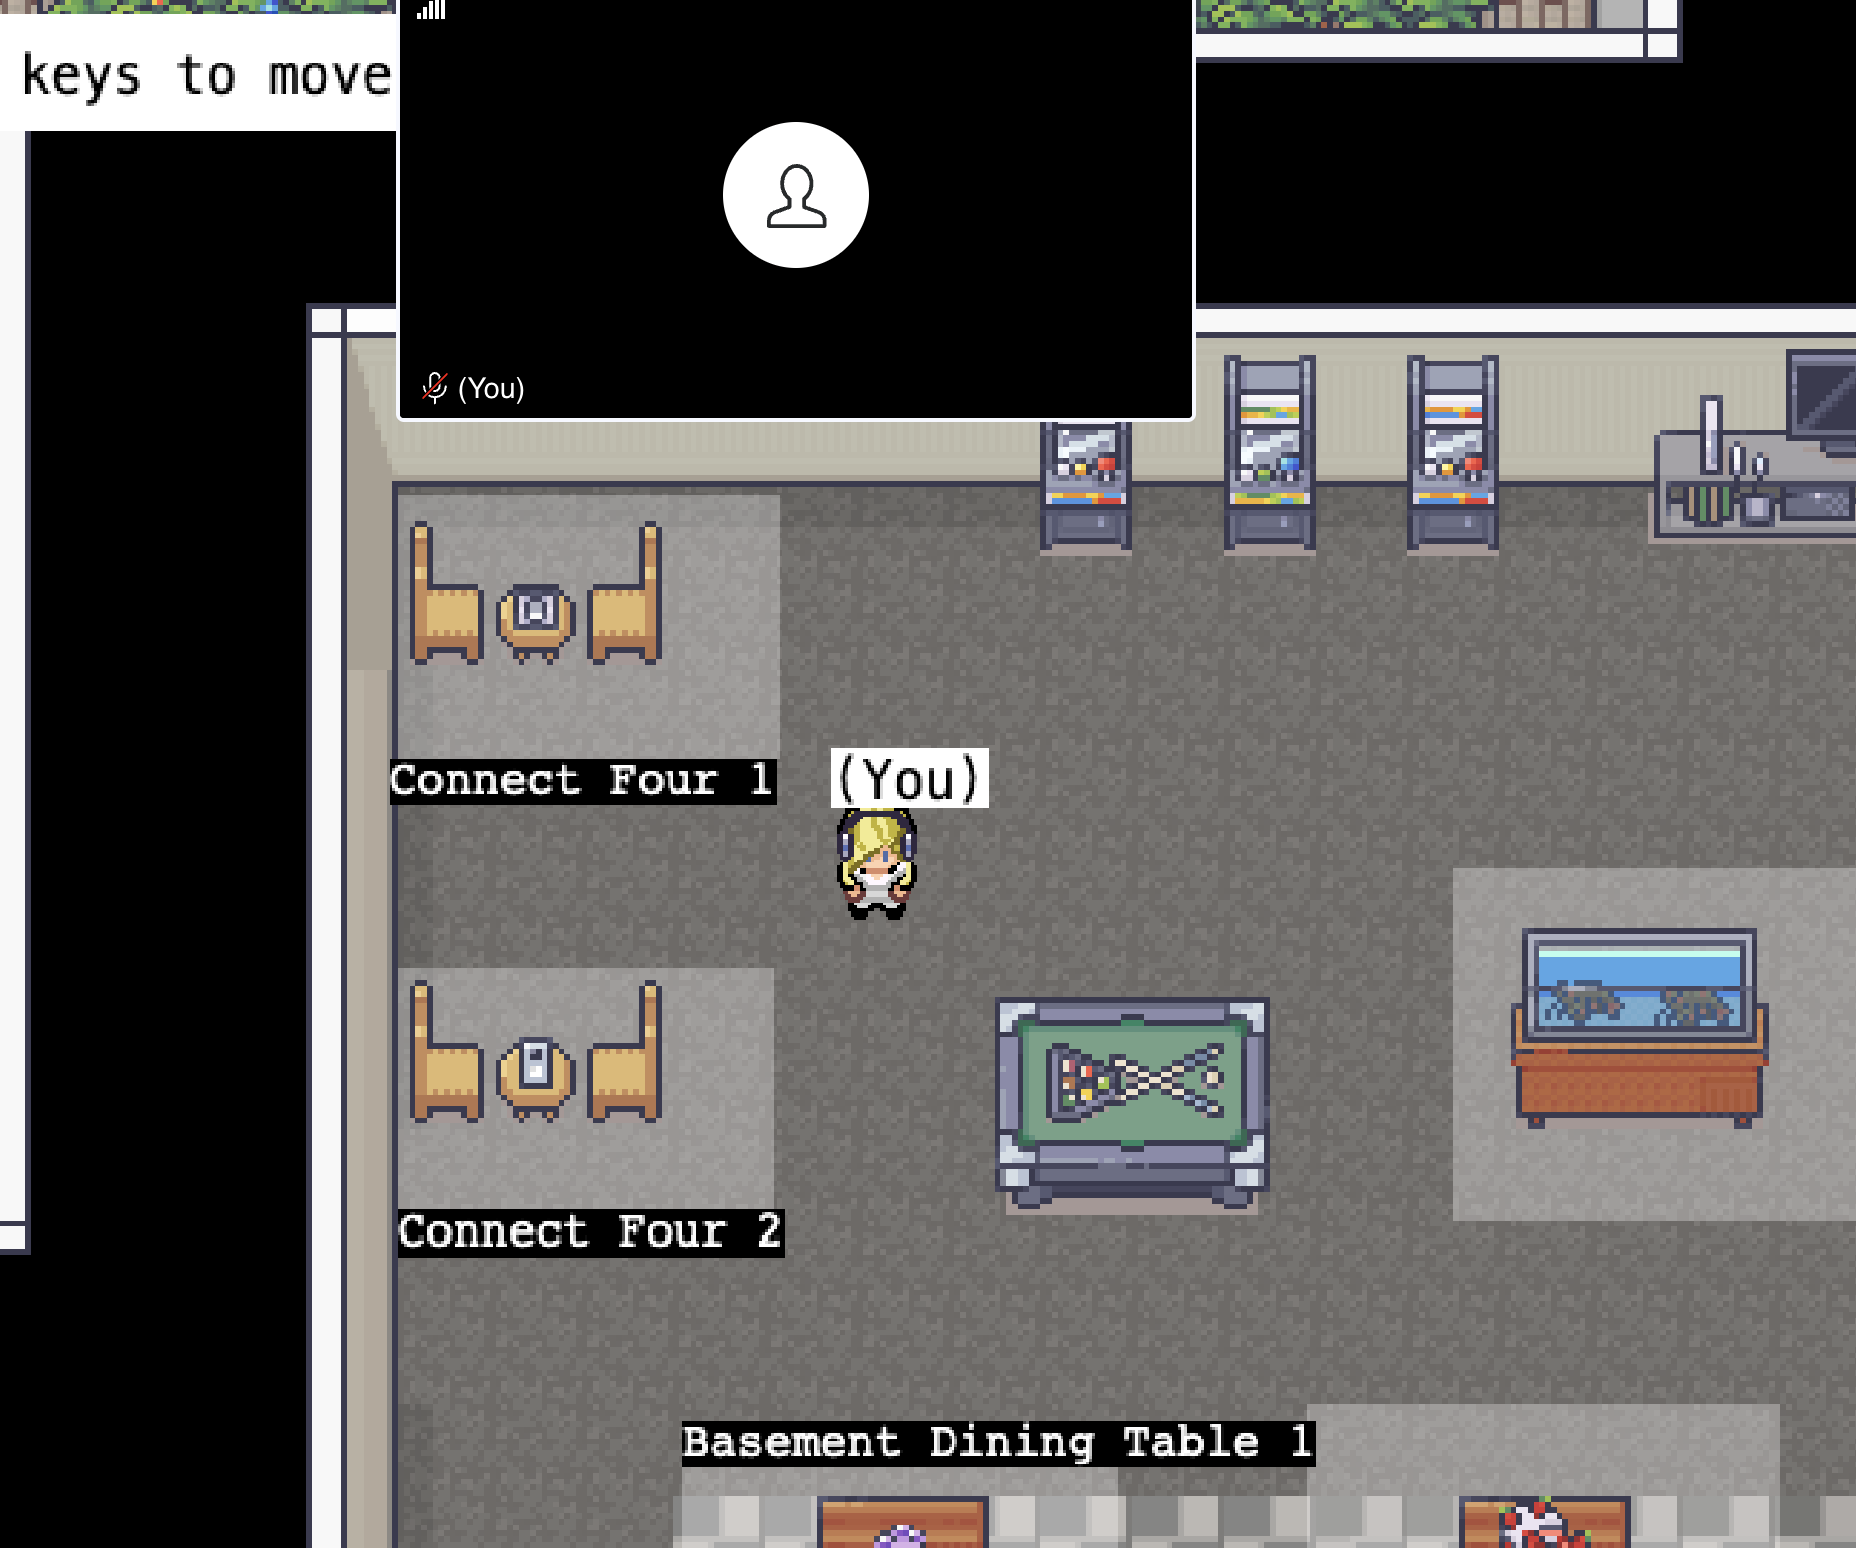 keys to move
(You)
Connect Four 1
(You)
Connect Four 2
Basement Dining Table 1